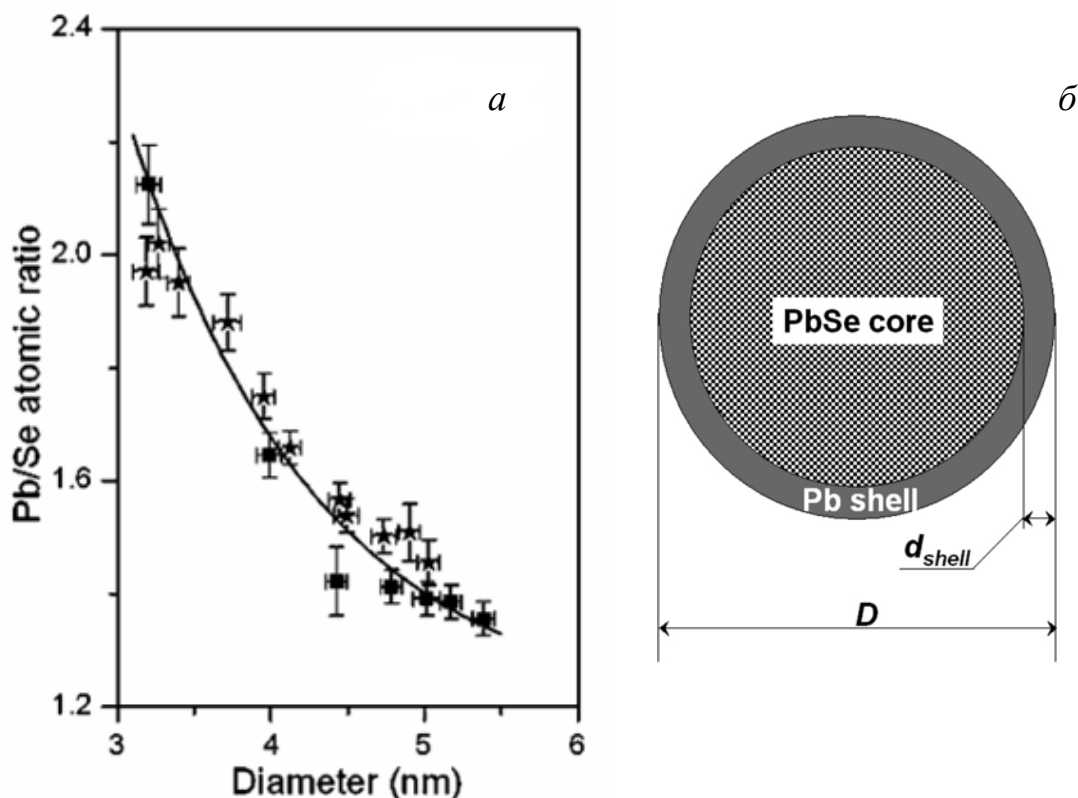 2.4
2.0
1.6
1.2
Pb/Se atomic ratio
3
4
5
6
Diameter (nm)
а
б
PbSe core
Pb shell
d_shell
D